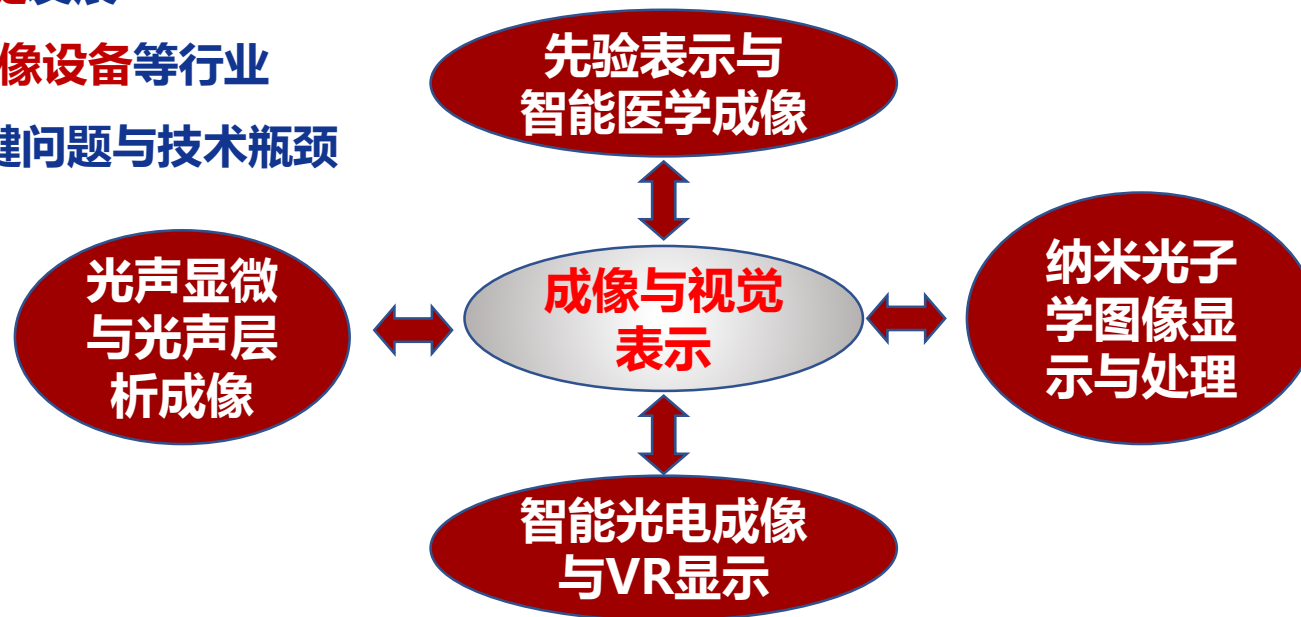 发展
像设备等行业
键问题与技术瓶颈
先验表示与
智能医学成像
光声显微
与光声层
析成像
成像与视觉
表示
纳米光子
学图像显
示与处理
智能光电成像
与VR显示